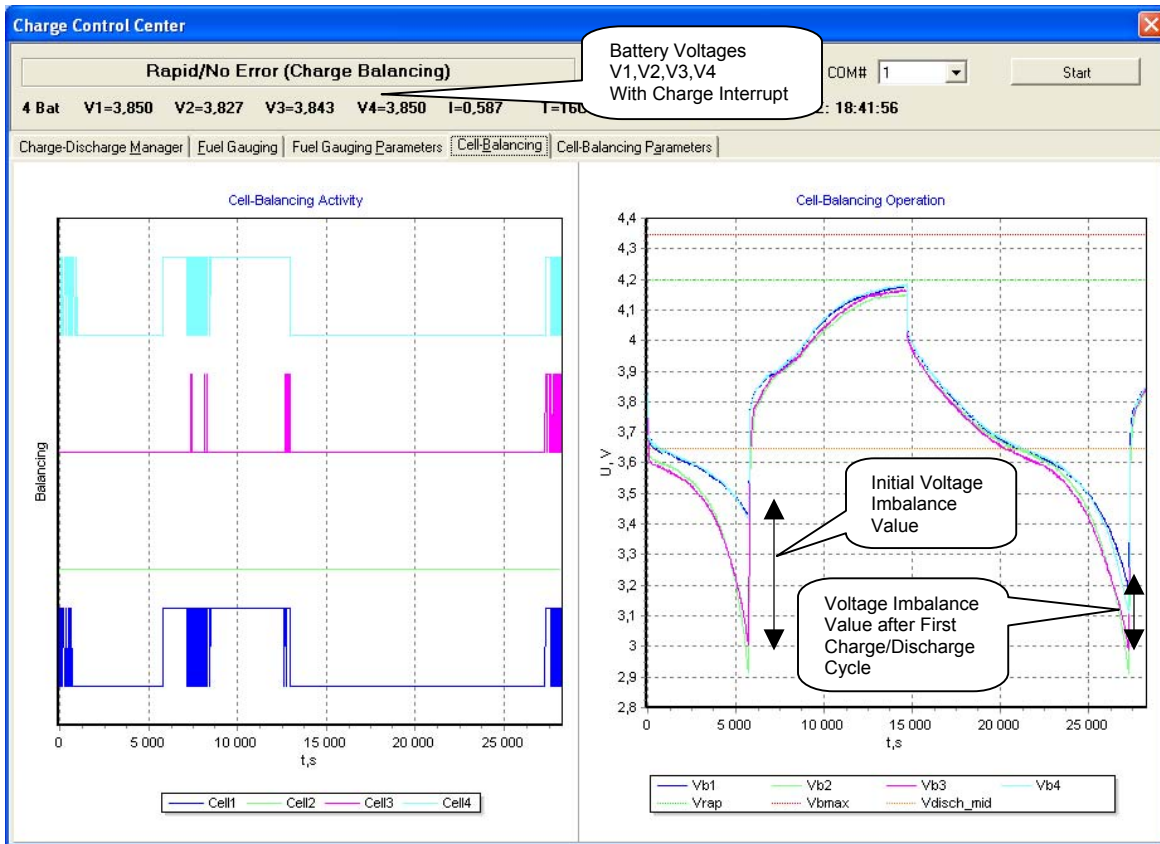 Charge Control Center
Rapid/No Error (Charge Balancing)
Battery Voltages
V1,V2,V3,V4
With Charge Interrupt
COM# 1
Start
4 Bat V1=3,850 V2=3,827 V3=3,843 V4=3,850 I=0,587
18:41:56
Charge-Discharge Manager Fuel Gauging Fuel Gauging Parameters Cell-Balancing Cell-Balancing Parameters
Cell-Balancing Activity
Balancing
0 5 000 10 000 15 000 20 000 25 000
t,s
Cell1 Cell2 Cell3 Cell4
Cell-Balancing Operation
4,4
4,3
4,2
4,1
4
3,9
3,8
3,7
3,6
3,5
3,4
3,3
3,2
3,1
3
2,9
2,8
U, V
Initial Voltage
Imbalance
Value
Voltage Imbalance
Value after First
Charge/Discharge
Cycle
0 5 000 10 000 15 000 20 000 25 000
t,s
Vb1 Vb2 Vb3 Vb4
Vrap Vbmax Vdisch_mid